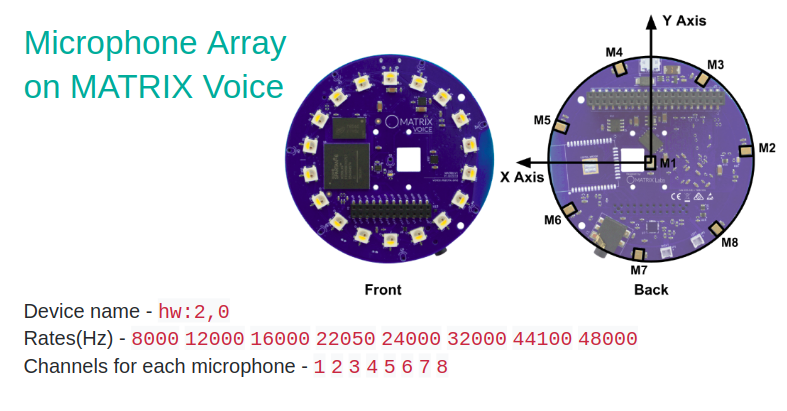 Microphone Array
on MATRIX Voice
MATRIX
VOICE
Front
Y Axis
M4
M3
M5
M2
M1
X Axis
MATRIX Labs
M6
M8
M7
Back
Device name - hw:2,0
Rates(Hz) - 8000 12000 16000 22050 24000 32000 44100 48000
Channels for each microphone - 1 2 3 4 5 6 7 8